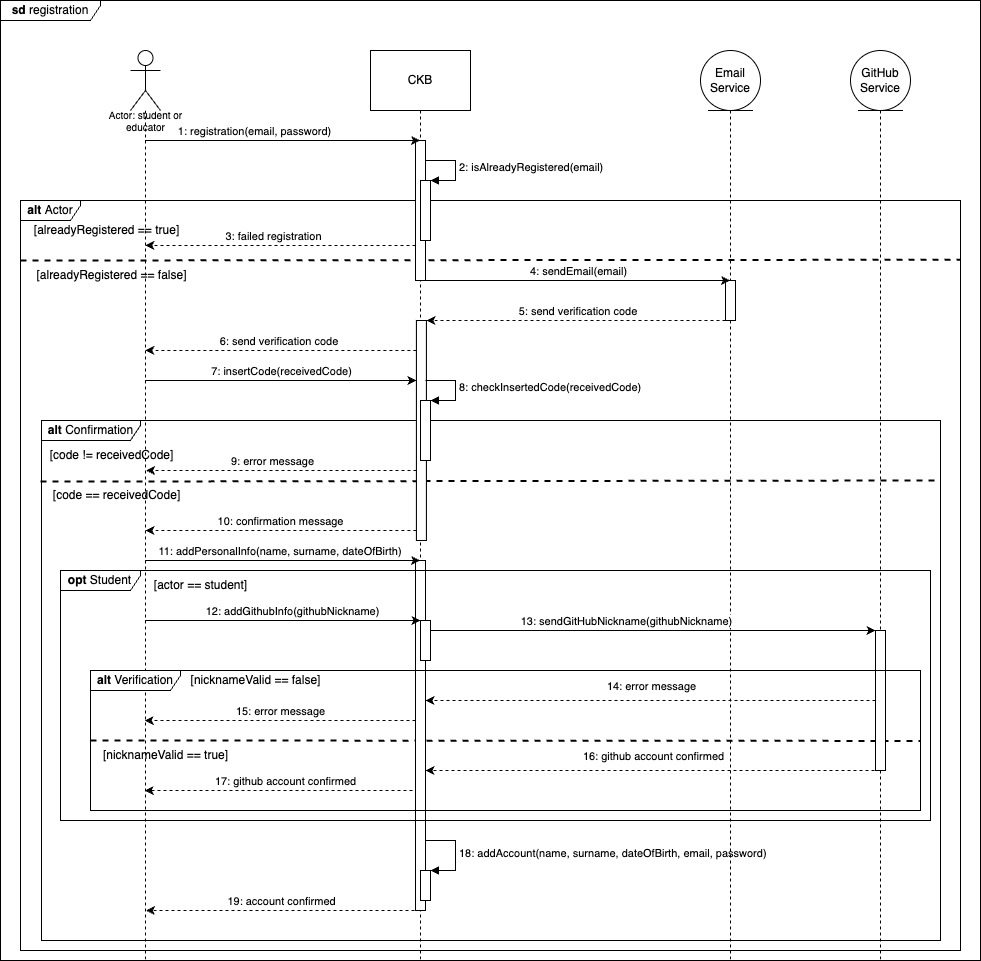 sd registration
CKB
Email
Service
GitHub
Service
Actor: student or
educator
1: registration(email, password)
2: isAlreadyRegistered(email)
alt Actor
[alreadyRegistered == true]
3: failed registration
[alreadyRegistered == false]
4: sendEmail(email)
5: send verification code
6: send verification code
7: insertCode(receivedCode)
8: checkInsertedCode(receivedCode)
alt Confirmation
[code != receivedCode]
9: error message
[code == receivedCode]
10: confirmation message
11: addPersonalInfo(name, surname, dateOfBirth)
opt Student
[actor == student]
12: addGithubInfo(githubNickname)
13: sendGitHubNickname(githubNickname)
alt Verification
[nicknameValid == false]
14: error message
15: error message
[nicknameValid == true]
16: github account confirmed
17: github account confirmed
18: addAccount(name, surname, dateOfBirth, email, password)
19: account confirmed